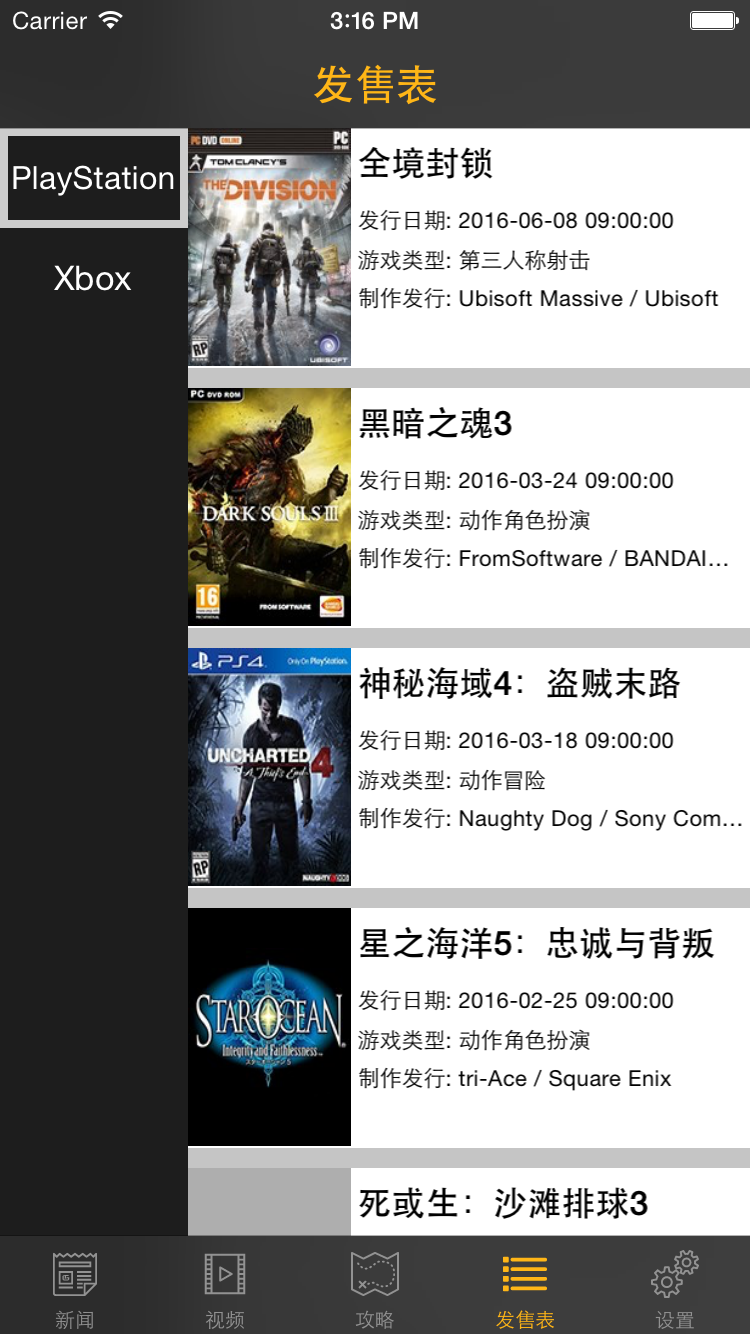 Carrier 3:16 PM
发售表
PlayStation
Xbox
PC DVD ONLINE PC
TOM CLANCY'S
THE DIVISION
RP
UBISOFT
全境封锁
发行日期: 2016-06-08 09:00:00
游戏类型: 第三人称射击
制作发行: Ubisoft Massive / Ubisoft
PC DVD ROM
DARK SOULS III
16
FROM SOFTWARE
黑暗之魂3
发行日期: 2016-03-24 09:00:00
游戏类型: 动作角色扮演
制作发行: FromSoftware / BANDAI…
PS4 Only On PlayStation.
UNCHARTED 4
A Thief's End
RP
NAUGHTY DOG
神秘海域4：盗贼末路
发行日期: 2016-03-18 09:00:00
游戏类型: 动作冒险
制作发行: Naughty Dog / Sony Com…
STAR OCEAN
Integrity and Faithlessness
星之海洋5：忠诚与背叛
发行日期: 2016-02-25 09:00:00
游戏类型: 动作角色扮演
制作发行: tri-Ace / Square Enix
死或生：沙滩排球3
新闻 视频 攻略 发售表 设置